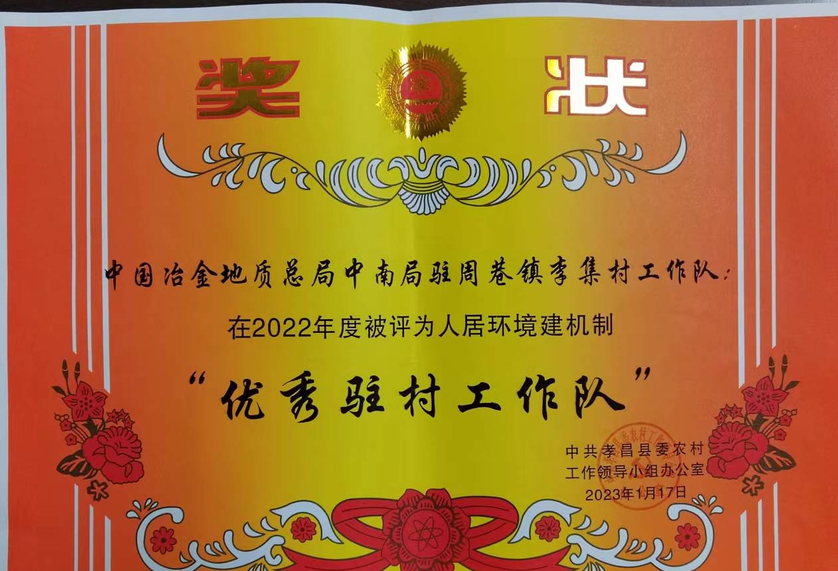 奖状
中国冶金地质总局中南局驻周巷镇李集村工作队：
在2022年度被评为人居环境建机制
“优秀驻村工作队”
中共孝昌县委农村
工作领导小组办公室
2023年1月17日